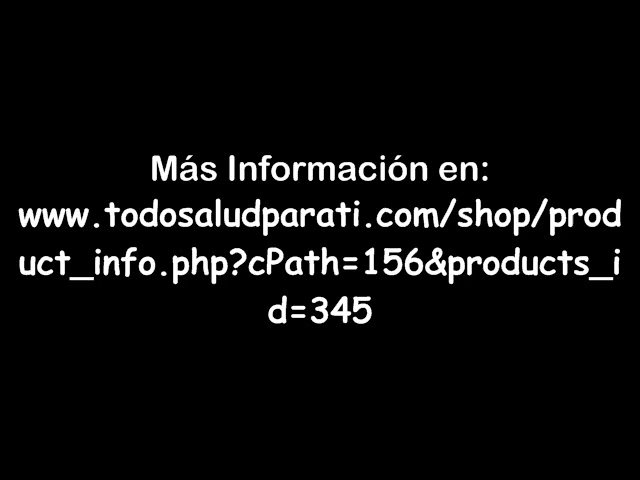 Más Información en:
www.todosaludparati.com/shop/prod
uct_info.php?cPath=156&products_i
d=345